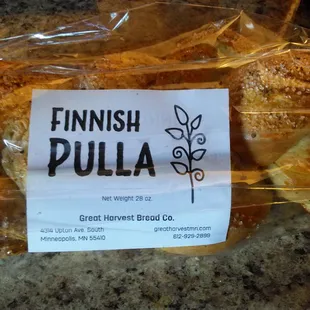 FINNISH
PULLA
Net Weight 28 oz
Great Harvest Bread Co.
4314 Upton Ave. South
Minneapolis, MN 55410
greatharvestmn.com
612-929-2899